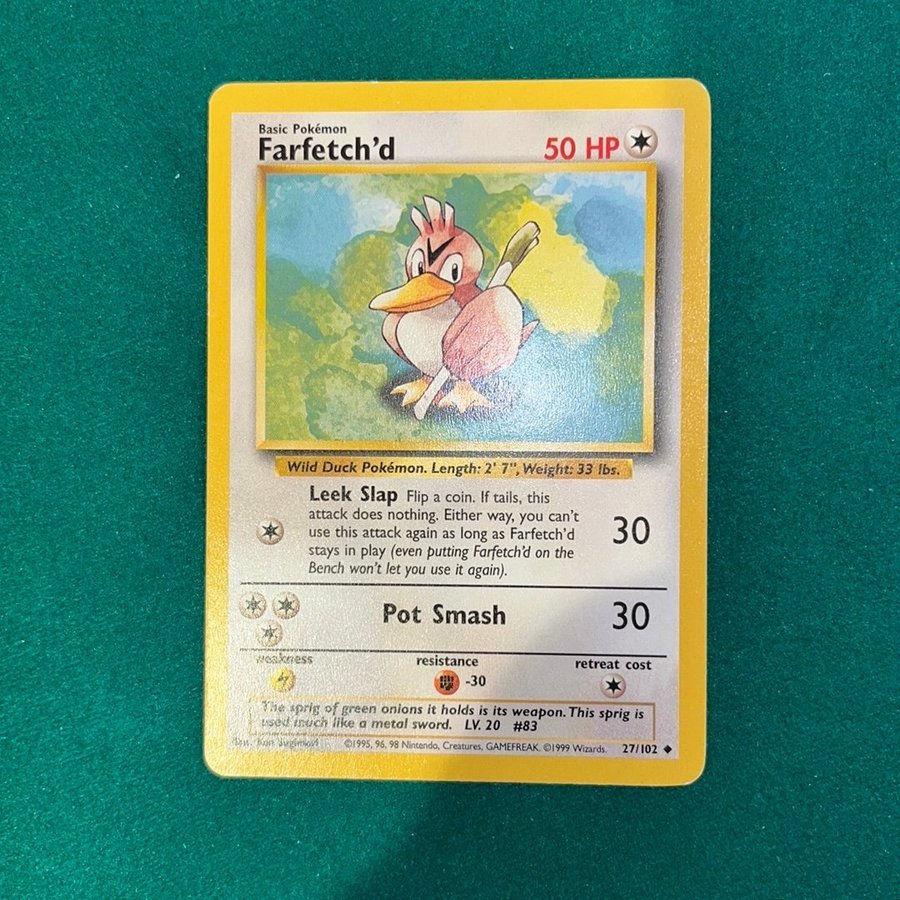 Basic Pokémon
Farfetch'd 50 HP
Wild Duck Pokémon. Length: 2' 7", Weight: 33 lbs.
Leek Slap Flip a coin. If tails, this
attack does nothing. Either way, you can't
use this attack again as long as Farfetch'd
stays in play (even putting Farfetch'd on the
Bench won't let you use it again).
30
Pot Smash 30
weakness resistance retreat cost
-30
The sprig of green onions it holds is its weapon. This sprig is
used much like a metal sword. LV. 20 #83
Illus. Ken Sugimori ©1995, 96, 98 Nintendo, Creatures, GAMEFREAK. ©1999 Wizards. 27/102